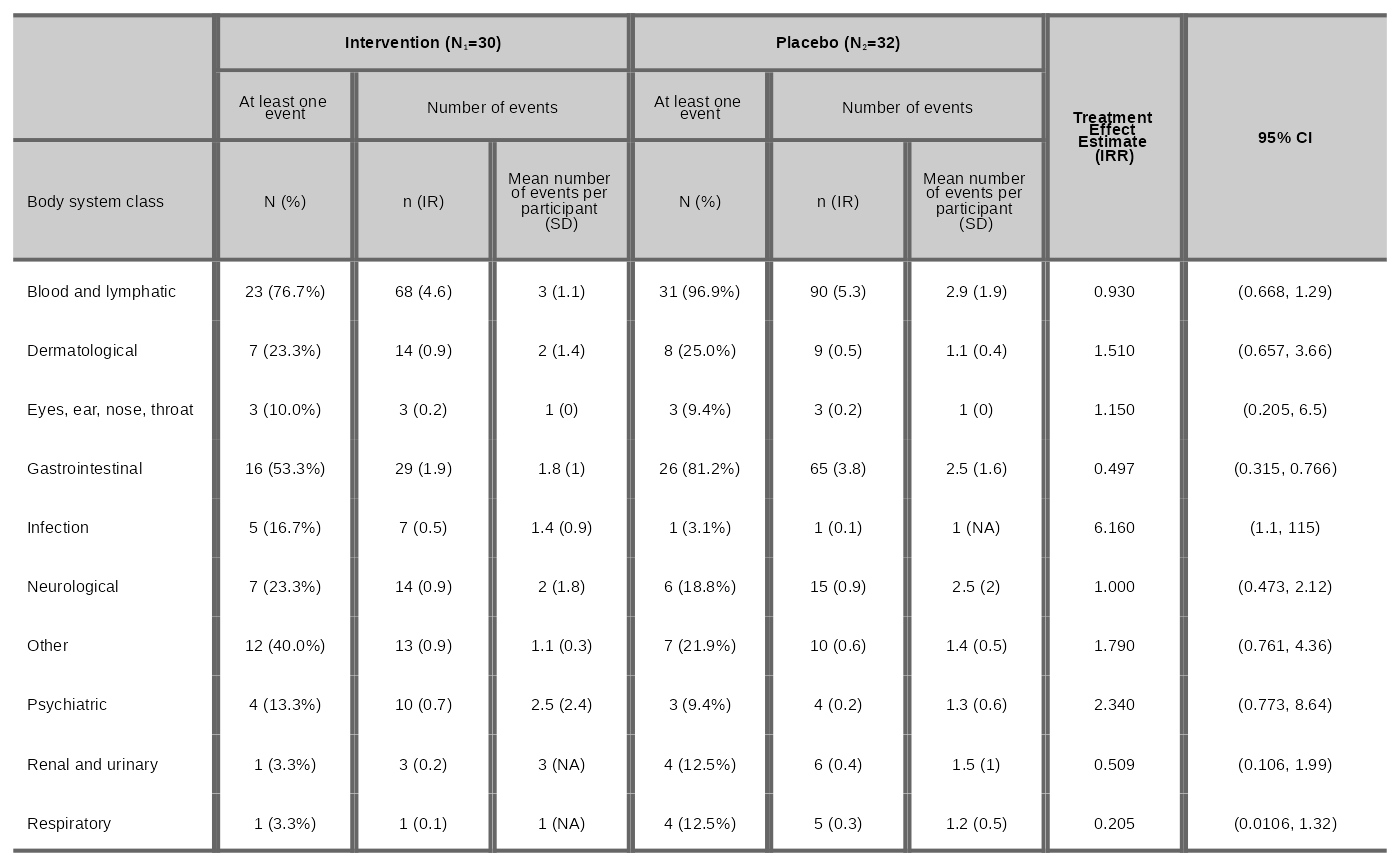 Intervention (N₁=30) Placebo (N₂=32)
At least one event Number of events At least one event Number of events Treatment Effect Estimate (IRR) 95% CI
Body system class N (%) n (IR) Mean number of events per participant (SD) N (%) n (IR) Mean number of events per participant (SD)
Blood and lymphatic 23 (76.7%) 68 (4.6) 3 (1.1) 31 (96.9%) 90 (5.3) 2.9 (1.9) 0.930 (0.668, 1.29)
Dermatological 7 (23.3%) 14 (0.9) 2 (1.4) 8 (25.0%) 9 (0.5) 1.1 (0.4) 1.510 (0.657, 3.66)
Eyes, ear, nose, throat 3 (10.0%) 3 (0.2) 1 (0) 3 (9.4%) 3 (0.2) 1 (0) 1.150 (0.205, 6.5)
Gastrointestinal 16 (53.3%) 29 (1.9) 1.8 (1) 26 (81.2%) 65 (3.8) 2.5 (1.6) 0.497 (0.315, 0.766)
Infection 5 (16.7%) 7 (0.5) 1.4 (0.9) 1 (3.1%) 1 (0.1) 1 (NA) 6.160 (1.1, 115)
Neurological 7 (23.3%) 14 (0.9) 2 (1.8) 6 (18.8%) 15 (0.9) 2.5 (2) 1.000 (0.473, 2.12)
Other 12 (40.0%) 13 (0.9) 1.1 (0.3) 7 (21.9%) 10 (0.6) 1.4 (0.5) 1.790 (0.761, 4.36)
Psychiatric 4 (13.3%) 10 (0.7) 2.5 (2.4) 3 (9.4%) 4 (0.2) 1.3 (0.6) 2.340 (0.773, 8.64)
Renal and urinary 1 (3.3%) 3 (0.2) 3 (NA) 4 (12.5%) 6 (0.4) 1.5 (1) 0.509 (0.106, 1.99)
Respiratory 1 (3.3%) 1 (0.1) 1 (NA) 4 (12.5%) 5 (0.3) 1.2 (0.5) 0.205 (0.0106, 1.32)